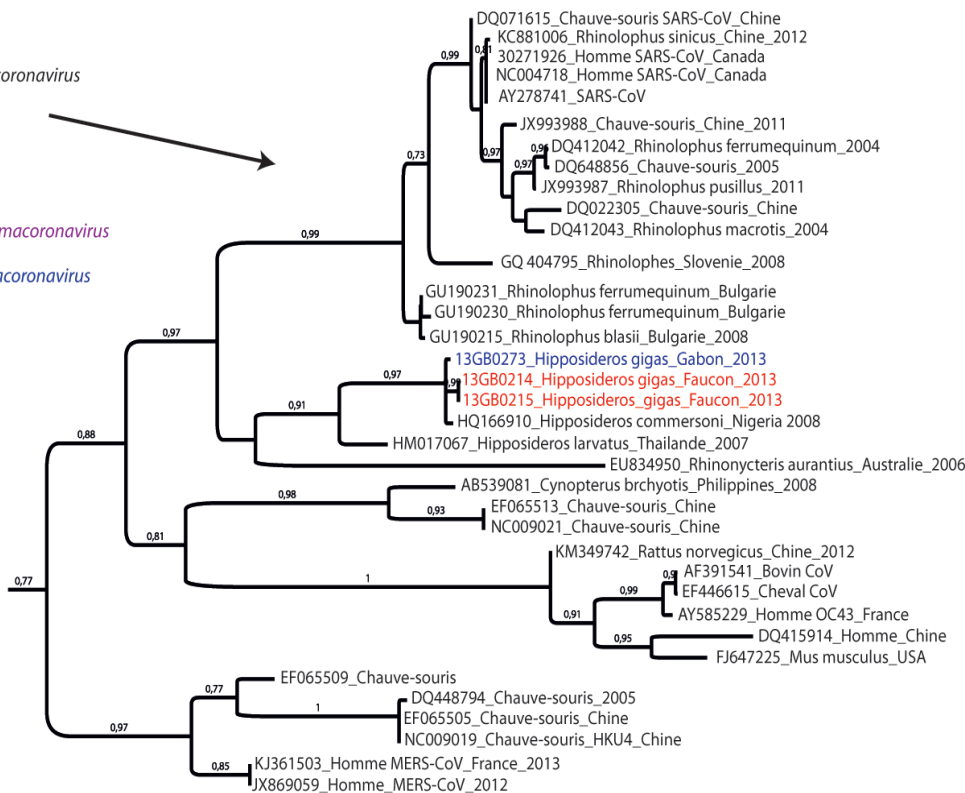 DQ071615_Chauve-souris SARS-CoV_Chine
KC881006_Rhinolophus sinicus_Chine_2012
0,99
coronavirus
30271926_Homme SARS-CoV_Canada
NC004718_Homme SARS-CoV_Canada
AY278741_SARS-CoV
JX993988_Chauve-souris_Chine_2011
DQ412042_Rhinolophus ferrumequinum_2004
0,97
0,73
0,97
DQ648856_Chauve-souris_2005
JX993987_Rhinolophus pusillus_2011
DQ022305_Chauve-souris_Chine
macoronavirus
0,99
DQ412043_Rhinolophus macrotis_2004
GQ 404795_Rhinolophes_Slovenie_2008
acoronavirus
GU190231_Rhinolophus ferrumequinum_Bulgarie
GU190230_Rhinolophus ferrumequinum_Bulgarie
0,97
GU190215_Rhinolophus blasii_Bulgarie_2008
13GB0273_Hipposideros gigas_Gabon_2013
0,97
13GB0214_Hipposideros gigas_Faucon_2013
13GB0215_Hipposideros_gigas_Faucon_2013
0,91
HQ166910_Hipposideros commersoni_Nigeria 2008
0,88
HM017067_Hipposideros larvatus_Thailande_2007
EU834950_Rhinonycteris aurantius_Australie_2006
AB539081_Cynopterus brchyotis_Philippines_2008
0,98
EF065513_Chauve-souris_Chine
0,93
NC009021_Chauve-souris_Chine
0,81
KM349742_Rattus norvegicus_Chine_2012
AF391541_Bovin CoV
0,77
1
0,99
EF446615_Cheval CoV
0,91
AY585229_Homme OC43_France
0,95
DQ415914_Homme_Chine
FJ647225_Mus musculus_USA
EF065509_Chauve-souris
0,77
DQ448794_Chauve-souris_2005
1
EF065505_Chauve-souris_Chine
0,97
NC009019_Chauve-souris_HKU4_Chine
KJ361503_Homme MERS-CoV_France_2013
0,85
JX869059_Homme_MERS-CoV_2012